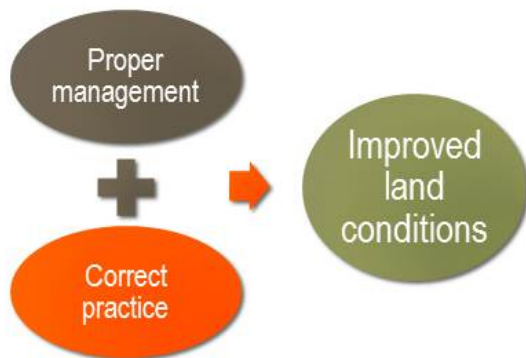 Proper
management
Correct
practice
Improved
land
conditions